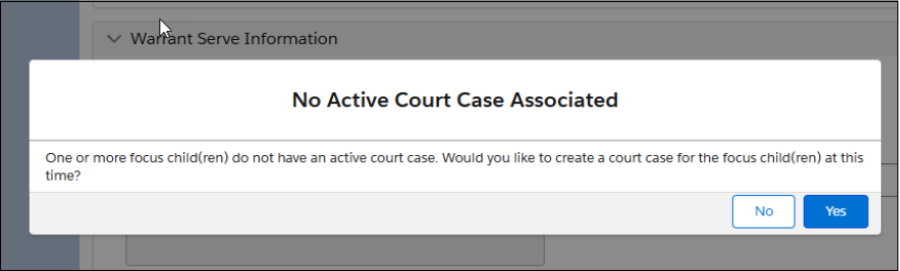 Warrant Serve Information
No Active Court Case Associated
One or more focus child(ren) do not have an active court case. Would you like to create a court case for the focus child(ren) at this
time?
No
Yes